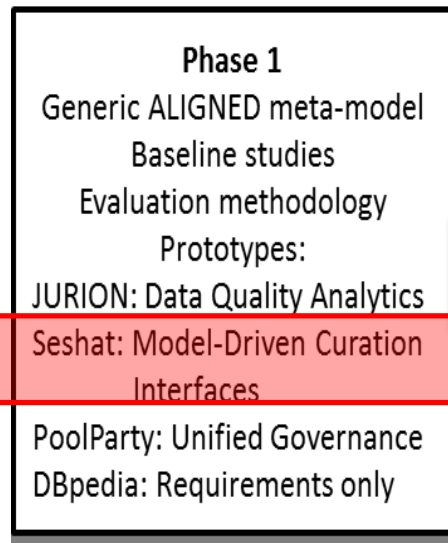 Phase 1
Generic ALIGNED meta-model
Baseline studies
Evaluation methodology
Prototypes:
JURION: Data Quality Analytics
Seshat: Model-Driven Curation
Interfaces
PoolParty: Unified Governance
DBpedia: Requirements only